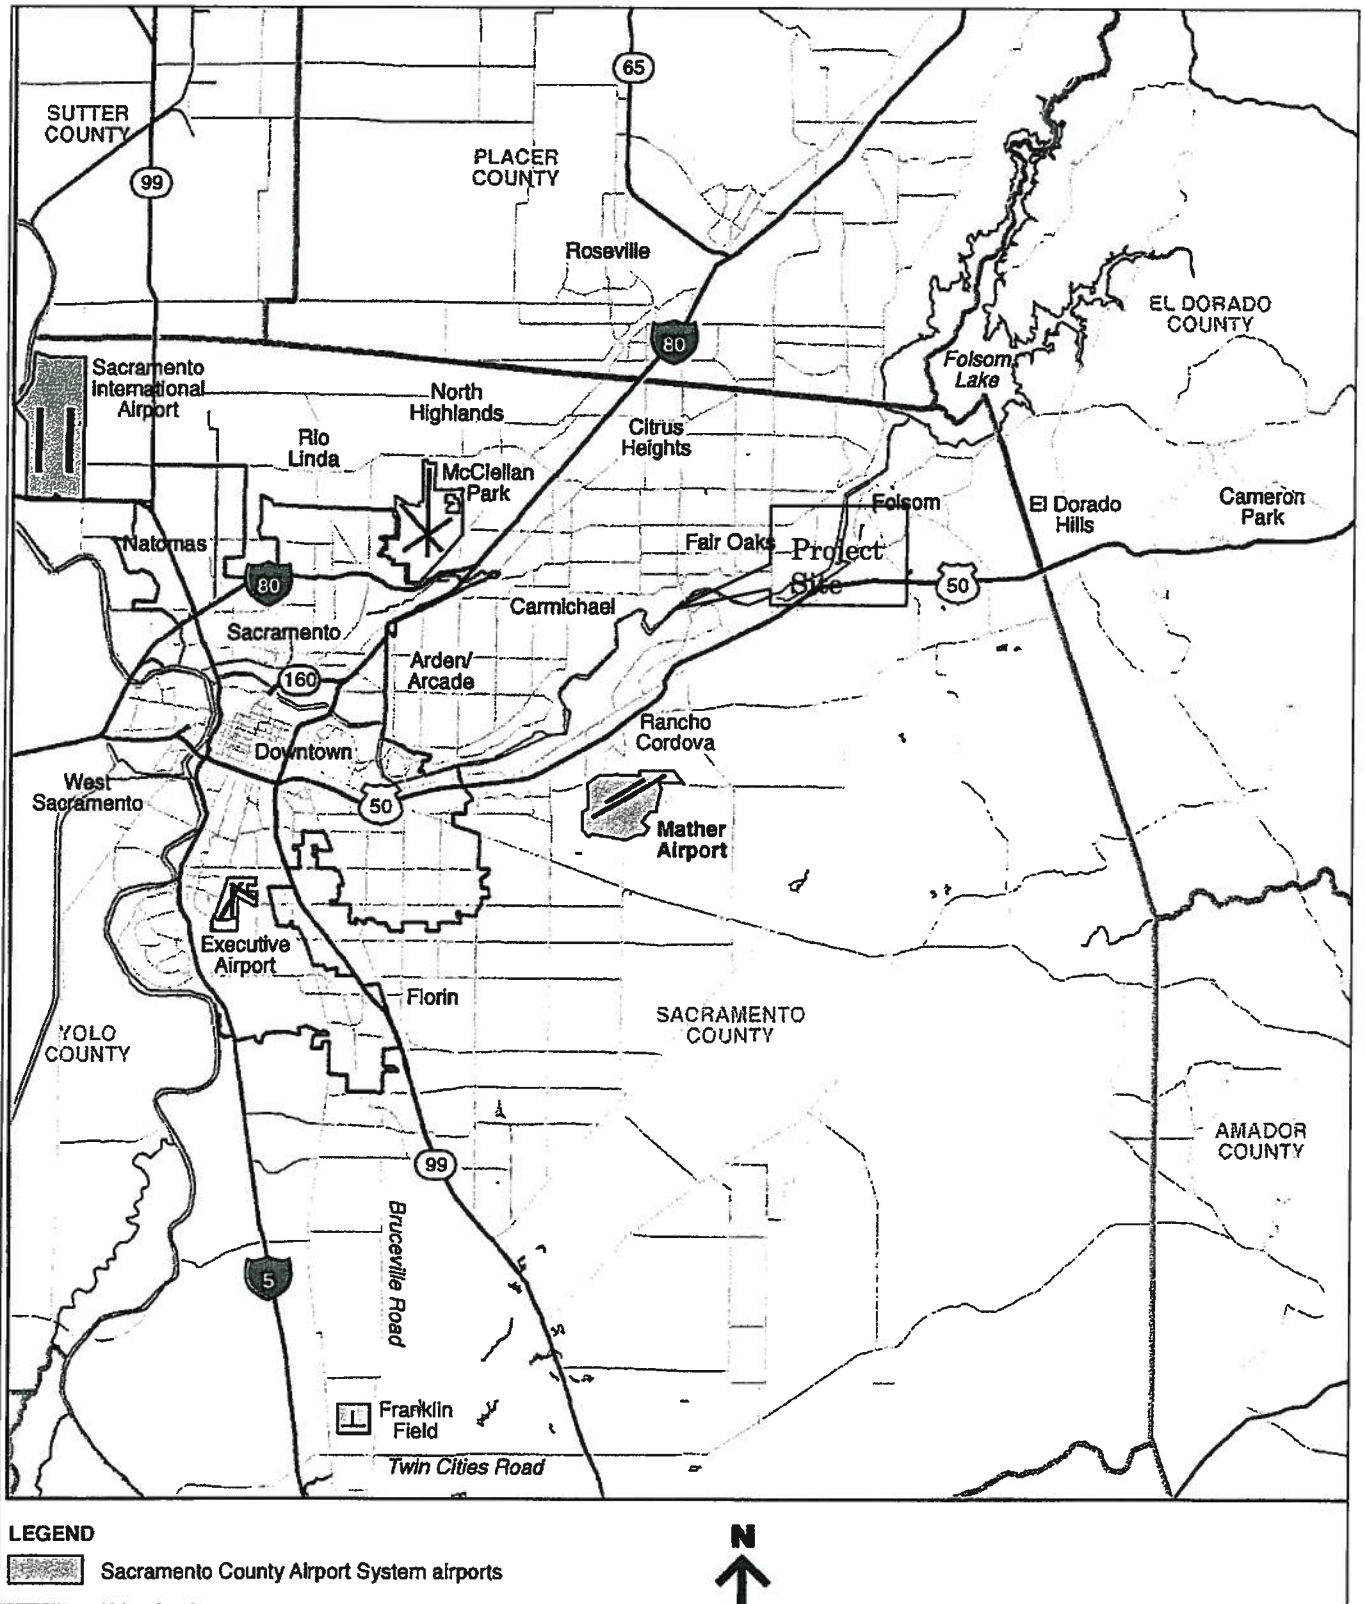 65
SUTTER
COUNTY
PLACER
COUNTY
99
Roseville
EL DORADO
COUNTY
80
Folsom
Lake
Sacramento
International
Airport
North
Highlands
Citrus
Heights
Rio
Linda
McClellan
Park
Folsom
El Dorado
Hills
Cameron
Park
Natomas
Fair Oaks
Project
Site
80
50
Carmichael
Sacramento
160
Arden/
Arcade
Rancho
Cordova
Downtown
West
Sacramento
50
Mather
Airport
Executive
Airport
Florin
SACRAMENTO
COUNTY
YOLO
COUNTY
AMADOR
COUNTY
99
Bruceville Road
5
Franklin
Field
Twin Cities Road
LEGEND
N
Sacramento County Airport System airports